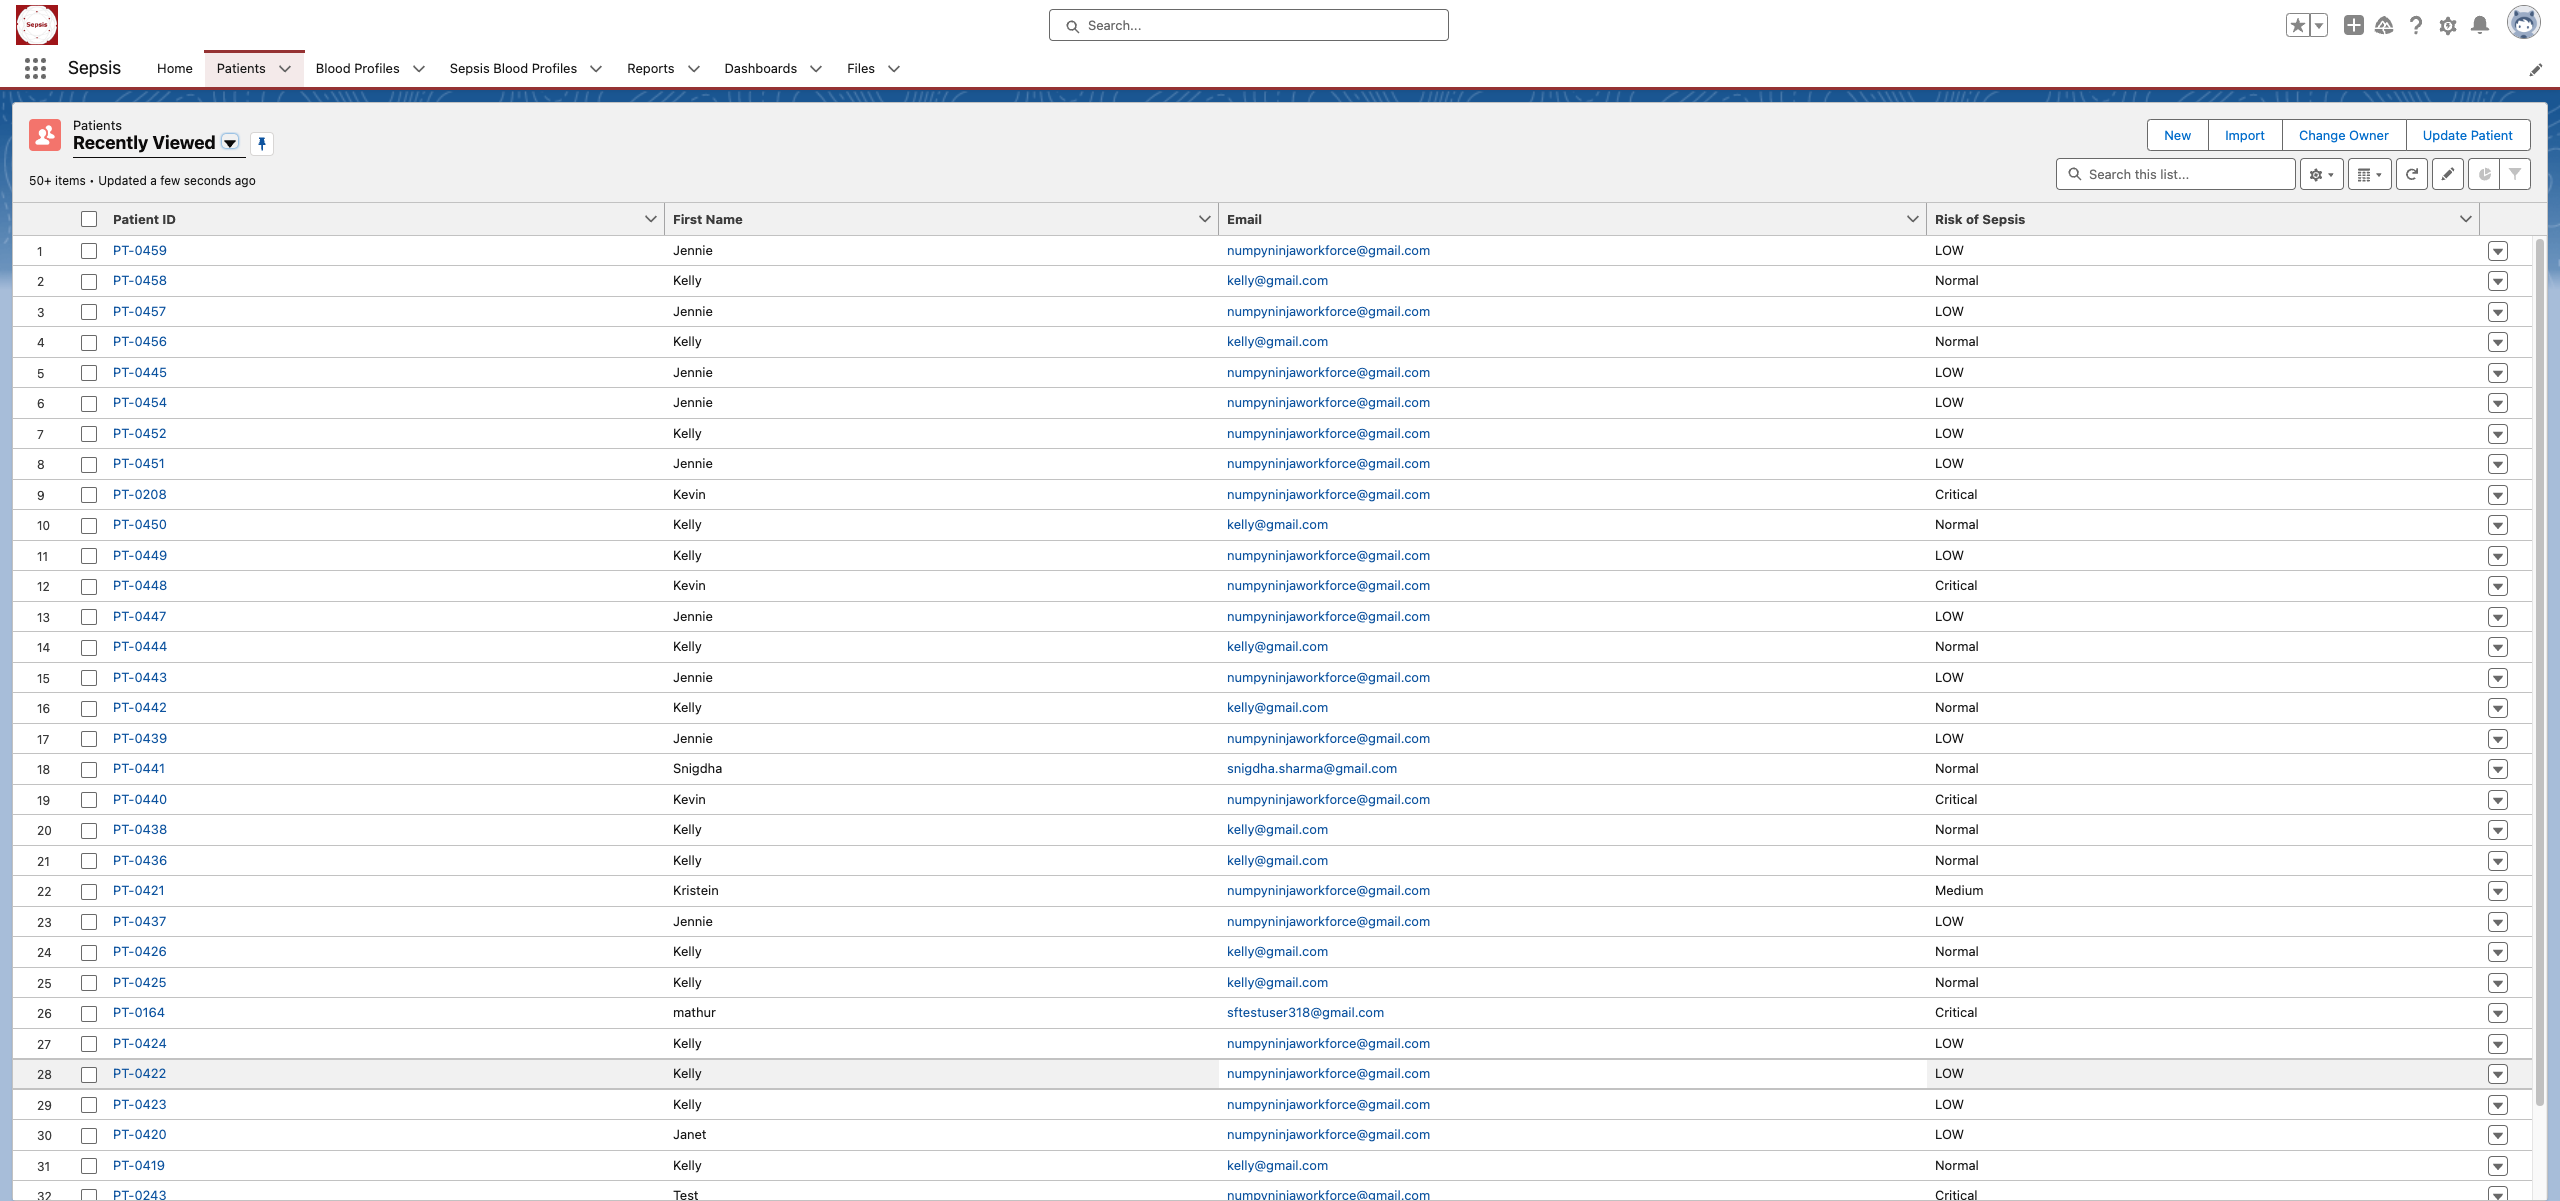 Sepsis
Search...
Sepsis Home Patients Blood Profiles Sepsis Blood Profiles Reports Dashboards Files
Patients
Recently Viewed
New Import Change Owner Update Patient
50+ items • Updated a few seconds ago
Search this list...
Patient ID First Name Email Risk of Sepsis
1 PT-0459 Jennie numpyninjaworkforce@gmail.com LOW
2 PT-0458 Kelly kelly@gmail.com Normal
3 PT-0457 Jennie numpyninjaworkforce@gmail.com LOW
4 PT-0456 Kelly kelly@gmail.com Normal
5 PT-0445 Jennie numpyninjaworkforce@gmail.com LOW
6 PT-0454 Jennie numpyninjaworkforce@gmail.com LOW
7 PT-0452 Kelly numpyninjaworkforce@gmail.com LOW
8 PT-0451 Jennie numpyninjaworkforce@gmail.com LOW
9 PT-0208 Kevin numpyninjaworkforce@gmail.com Critical
10 PT-0450 Kelly kelly@gmail.com Normal
11 PT-0449 Kelly numpyninjaworkforce@gmail.com LOW
12 PT-0448 Kevin numpyninjaworkforce@gmail.com Critical
13 PT-0447 Jennie numpyninjaworkforce@gmail.com LOW
14 PT-0444 Kelly kelly@gmail.com Normal
15 PT-0443 Jennie numpyninjaworkforce@gmail.com LOW
16 PT-0442 Kelly kelly@gmail.com Normal
17 PT-0439 Jennie numpyninjaworkforce@gmail.com LOW
18 PT-0441 Snigdha snigdha.sharma@gmail.com Normal
19 PT-0440 Kevin numpyninjaworkforce@gmail.com Critical
20 PT-0438 Kelly kelly@gmail.com Normal
21 PT-0436 Kelly kelly@gmail.com Normal
22 PT-0421 Kristein numpyninjaworkforce@gmail.com Medium
23 PT-0437 Jennie numpyninjaworkforce@gmail.com LOW
24 PT-0426 Kelly kelly@gmail.com Normal
25 PT-0425 Kelly kelly@gmail.com Normal
26 PT-0164 mathur sftestuser318@gmail.com Critical
27 PT-0424 Kelly numpyninjaworkforce@gmail.com LOW
28 PT-0422 Kelly numpyninjaworkforce@gmail.com LOW
29 PT-0423 Kelly numpyninjaworkforce@gmail.com LOW
30 PT-0420 Janet numpyninjaworkforce@gmail.com LOW
31 PT-0419 Kelly kelly@gmail.com Normal
32 PT-0243 Test numpyninjaworkforce@gmail.com Critical